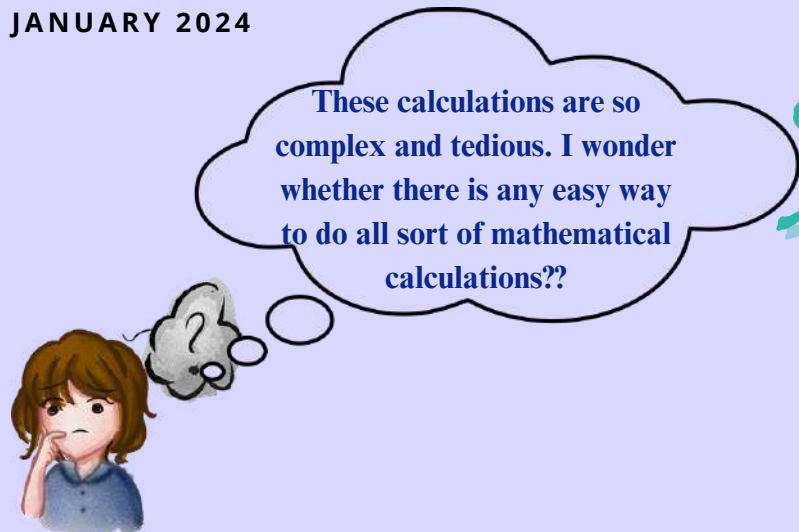 JANUARY 2024
These calculations are so
complex and tedious. I wonder
whether there is any easy way
to do all sort of mathematical
calculations??
?